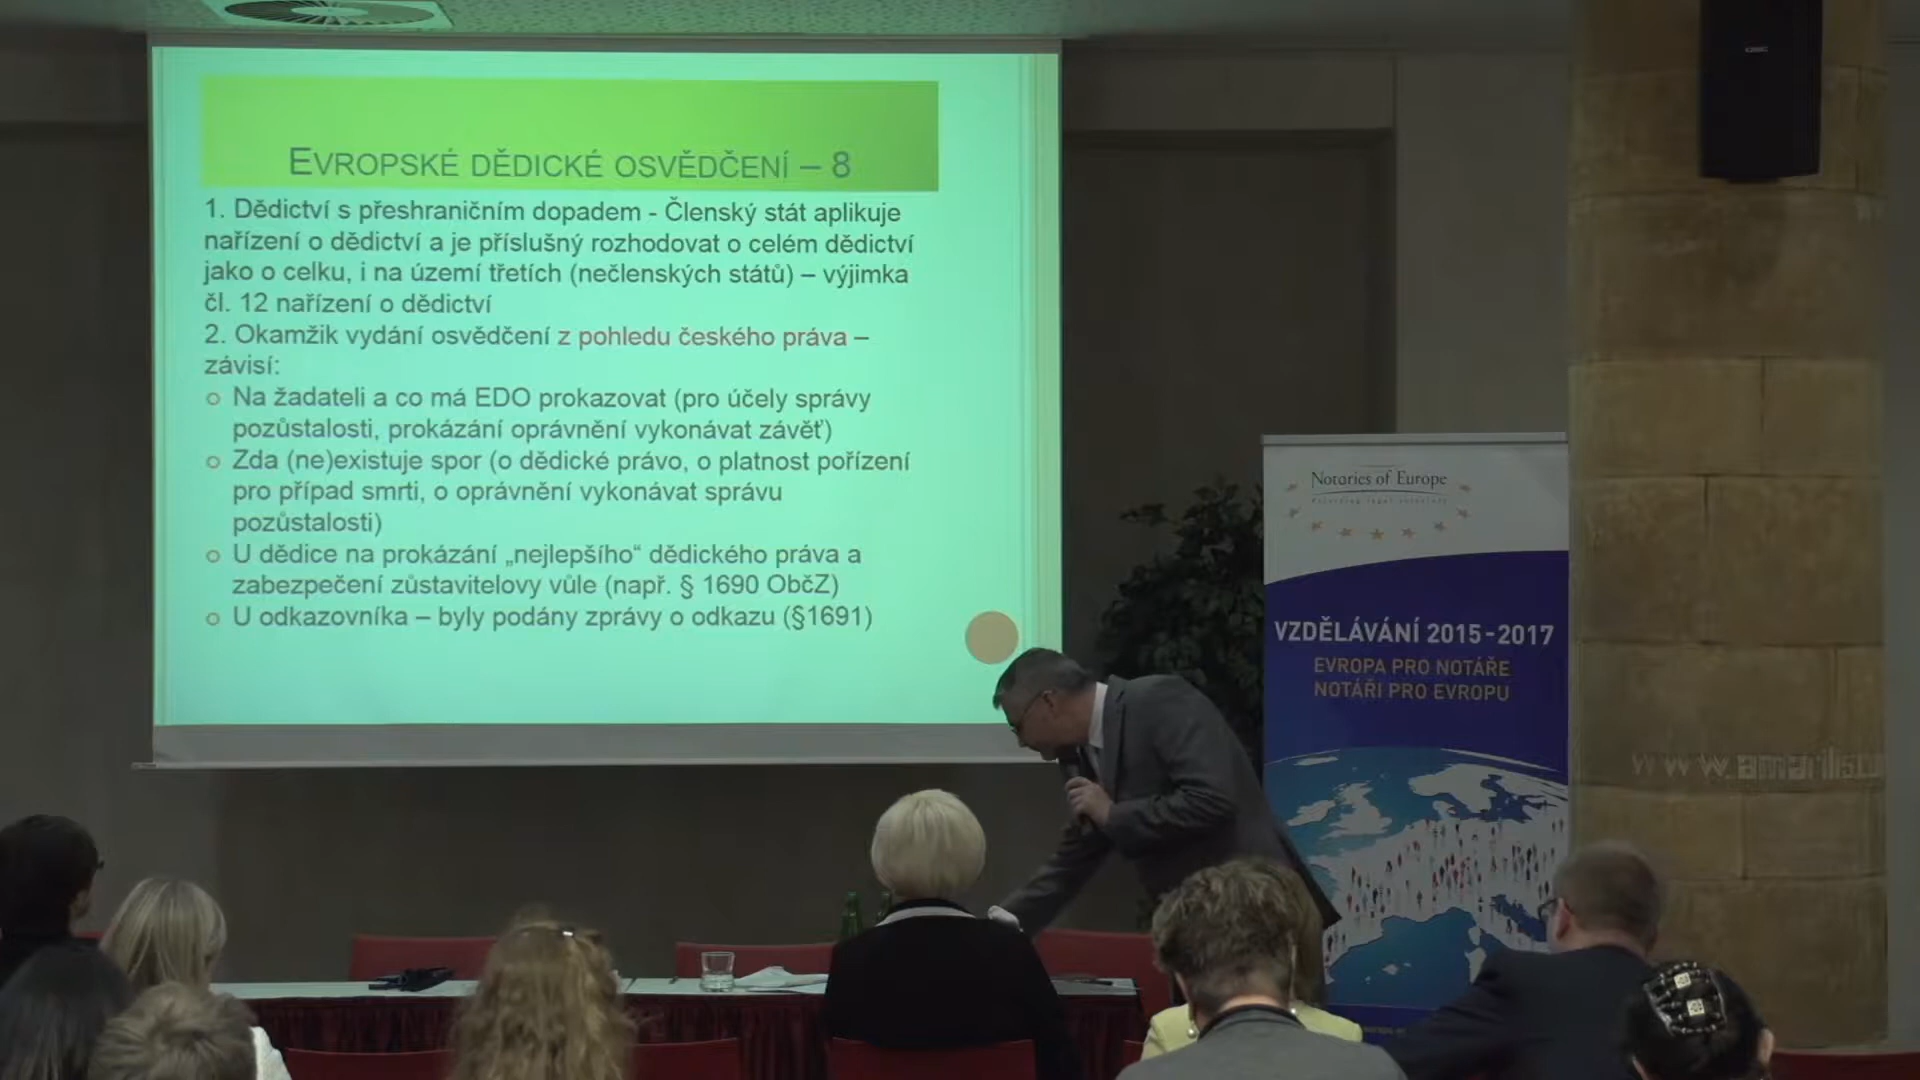 EVROPSKÉ DĚDICKÉ OSVĚDČENÍ – 8
1. Dědictví s přeshraničním dopadem - Členský stát aplikuje
nařízení o dědictví a je příslušný rozhodovat o celém dědictví
jako o celku, i na území třetích (nečlenských států) – výjimka
čl. 12 nařízení o dědictví
2. Okamžik vydání osvědčení z pohledu českého práva –
závisí:
Na žadateli a co má EDO prokazovat (pro účely správy
pozůstalosti, prokázání oprávnění vykonávat závěť)
Zda (ne)existuje spor (o dědické právo, o platnost pořízení
pro případ smrti, o oprávnění vykonávat správu
pozůstalosti)
U dědice na prokázání „nejlepšího“ dědického práva a
zabezpečení zůstavitelovy vůle (např. § 1690 ObčZ)
U odkazovníka – byly podány zprávy o odkazu (§1691)
Notaries of Europe
VZDĚLÁVÁNÍ 2015-2017
EVROPA PRO NOTÁŘE
NOTÁŘI PRO EVROPU